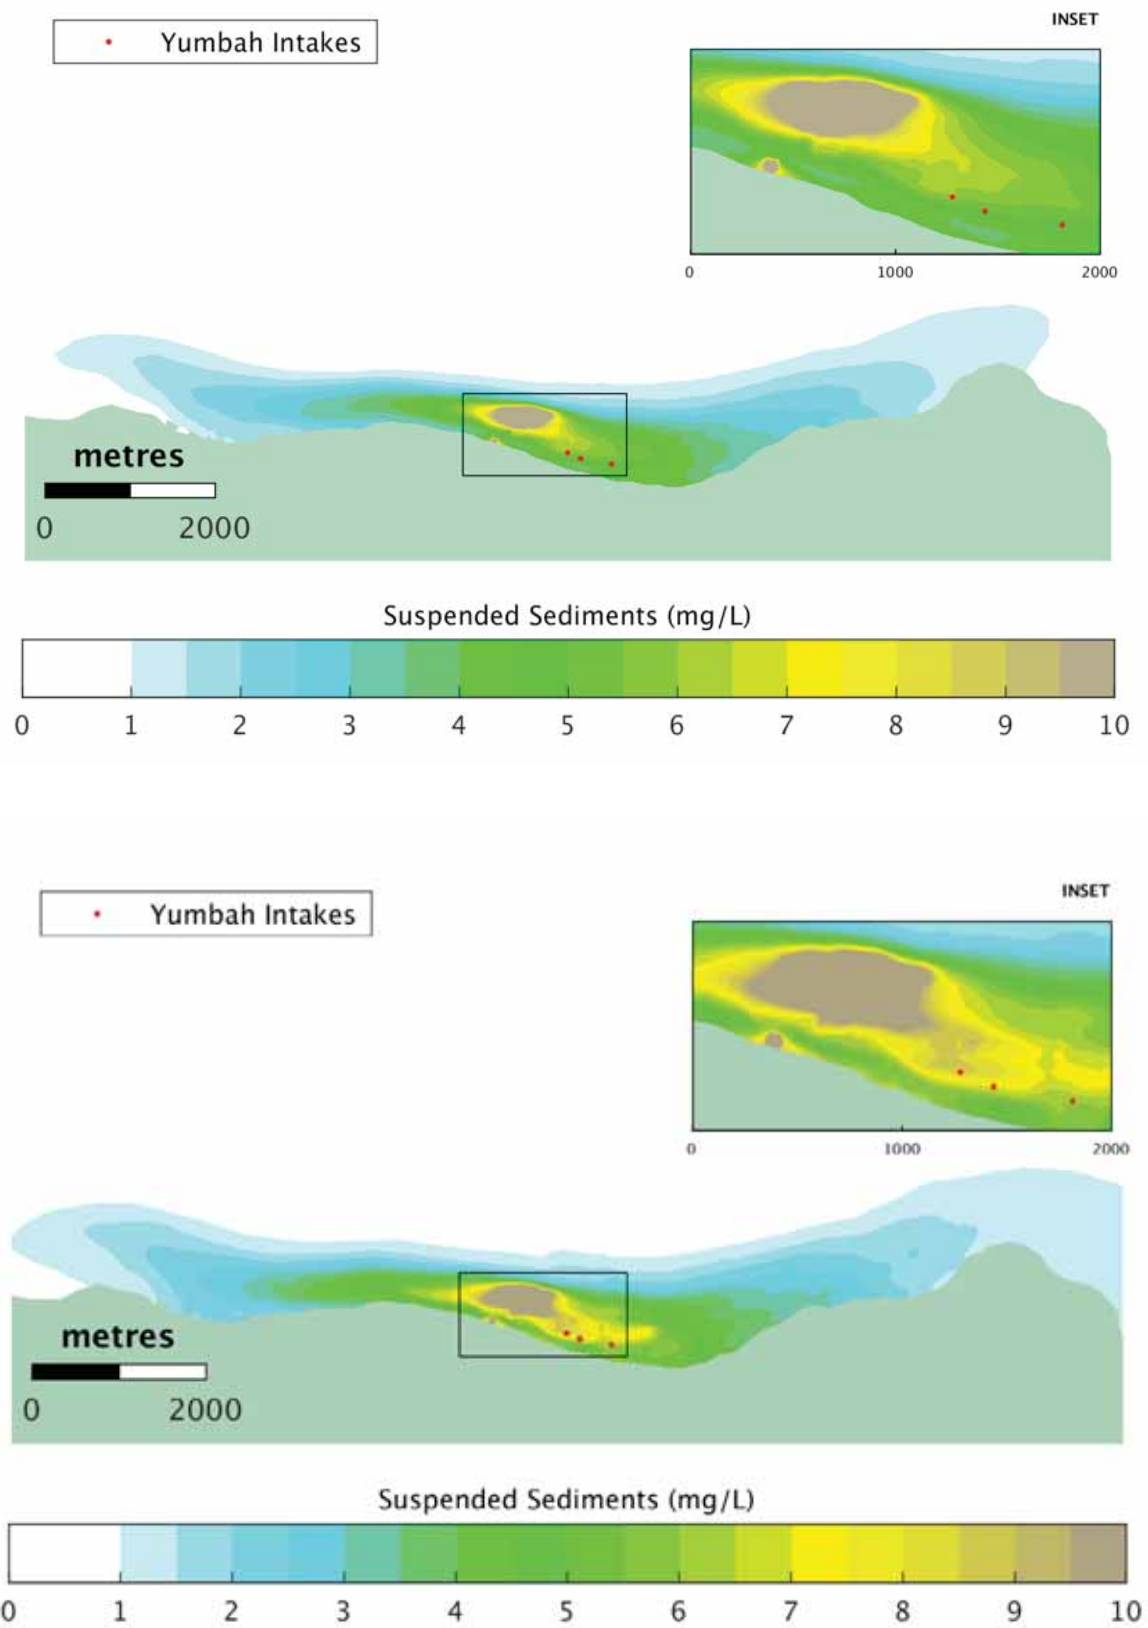 Yumbah Intakes
INSET
0 1000 2000
metres
0 2000
Suspended Sediments (mg/L)
0 1 2 3 4 5 6 7 8 9 10
Yumbah Intakes
INSET
0 1000 2000
metres
0 2000
Suspended Sediments (mg/L)
0 1 2 3 4 5 6 7 8 9 10